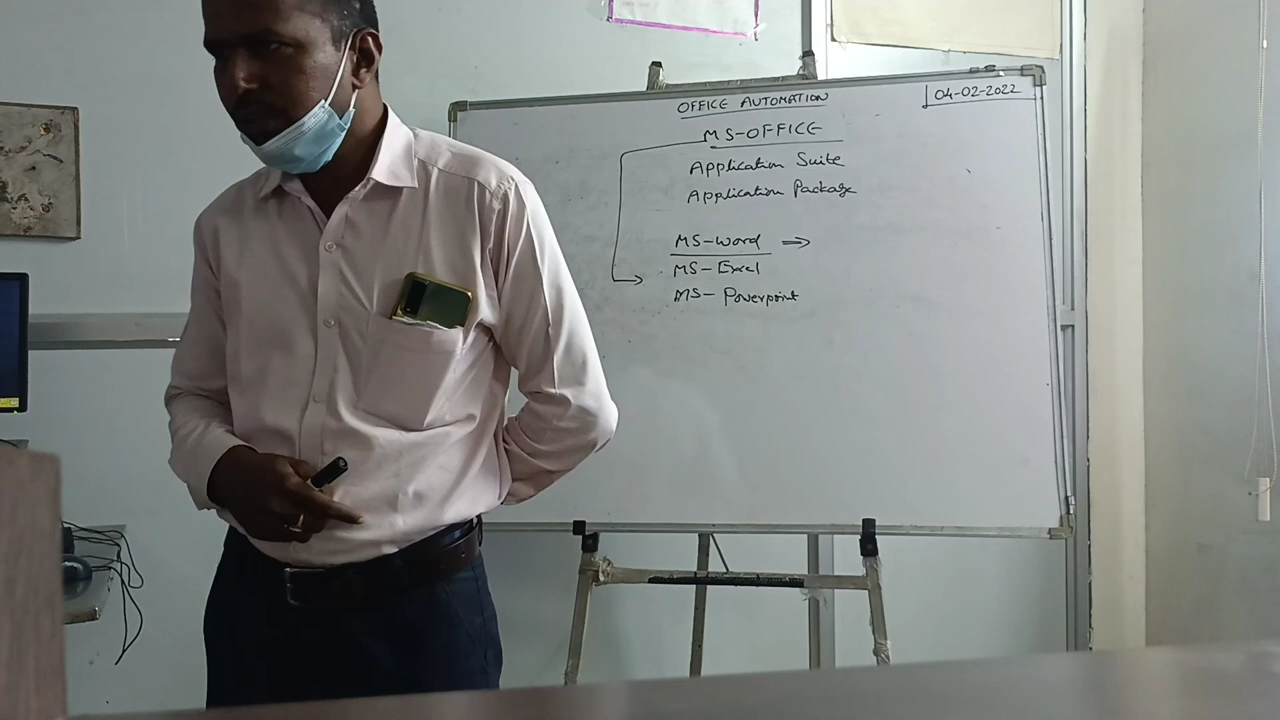 OFFICE AUTOMATION
04-02-2022
MS-OFFICE
Application Suite
Application Package
MS-Word ⇒
MS-Excel
MS-Powerpoint